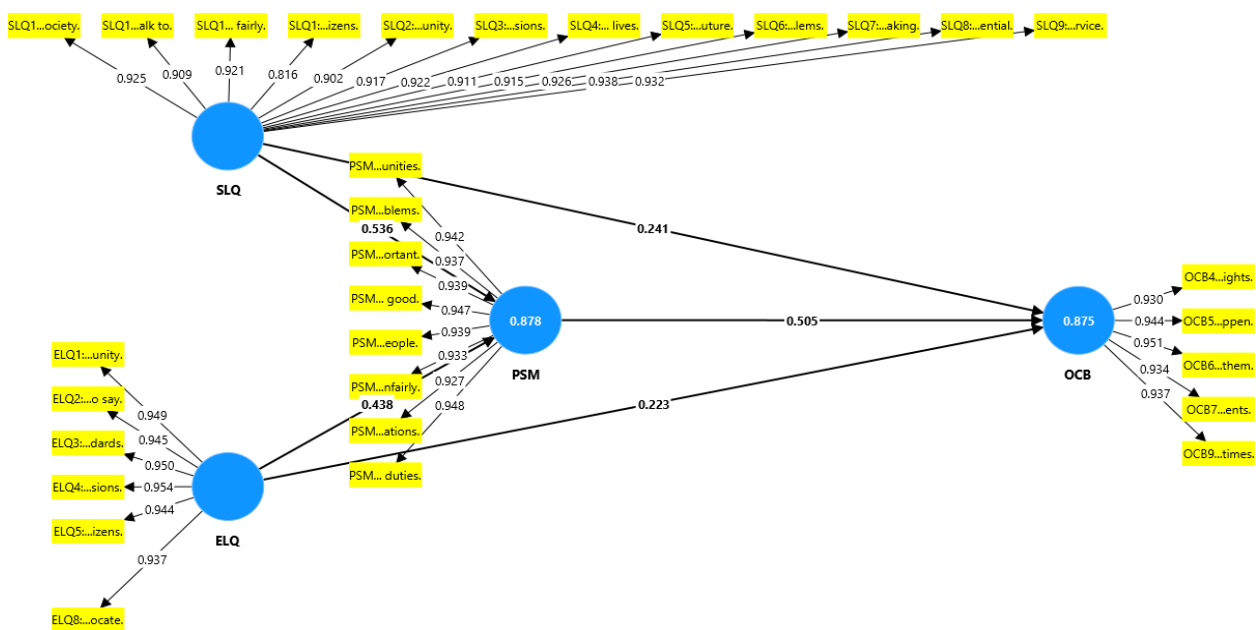 SLQ1...ociety.
SLQ1...alk to.
SLQ1... fairly.
SLQ1:...izens.
SLQ2:...unity.
SLQ3:...sions.
SLQ4:... lives.
SLQ5:...uture.
SLQ6:...lems.
SLQ7:...aking.
SLQ8:...ential.
SLQ9:...rvice.
0.925
0.909
0.921
0.816
0.902
0.917
0.922
0.911
0.915
0.926
0.938
0.932
SLQ
PSM...unities.
PSM...blems.
0.536
PSM...ortant.
PSM... good.
PSM...eople.
PSM...nfairly.
0.438
PSM...ations.
PSM... duties.
0.942
0.937
0.939
0.947
0.939
0.933
0.927
0.948
0.878
PSM
0.241
0.505
0.223
0.875
OCB
0.930
0.944
0.951
0.934
0.937
OCB4...ights.
OCB5...ppen.
OCB6...them.
OCB7...ents.
OCB9...times.
ELQ1:...unity.
ELQ2:...o say.
ELQ3:...dards.
ELQ4:...sions.
ELQ5:...izens.
ELQ8:...ocate.
0.949
0.945
0.950
0.954
0.944
0.937
ELQ